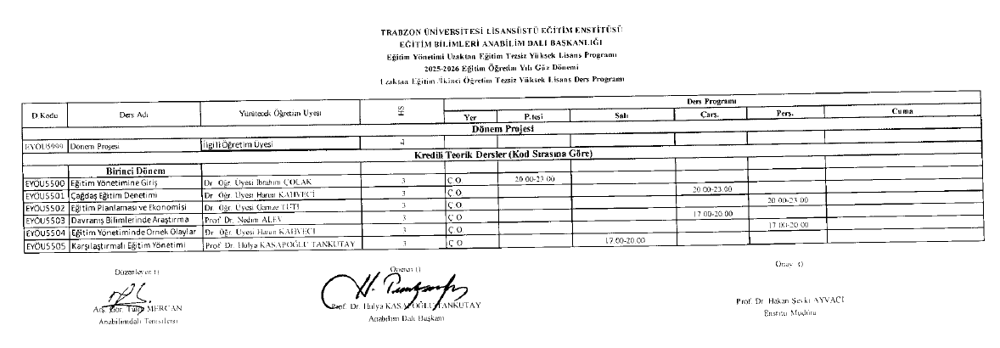 TRABZON ÜNİVERSİTESİ LİSANSÜSTÜ EĞİTİM ENSTİTÜSÜ
EĞİTİM BİLİMLERİ ANABİLİM DALI BAŞKANLIĞI
Eğitim Yönetimi Uzaktan Eğitim Tezsiz Yüksek Lisans Programı
2025-2026 Eğitim Öğretim Yılı Güz Dönemi
Uzaktan Eğitim /İkinci Öğretim Tezsiz Yüksek Lisans Ders Programı
D.Kodu Ders Adı Yürütecek Öğretim Üyesi HS Ders Programı
Yer P.tesi Salı Çarş. Perş. Cuma
Dönem Projesi
EYÖU5999 Dönem Projesi İlgili Öğretim Üyesi 4
Kredili Teorik Dersler (Kod Sırasına Göre)
Birinci Dönem
EYÖU5500 Eğitim Yönetimine Giriş Dr. Öğr. Üyesi İbrahim ÇOLAK 3 Ç.O. 20.00-23.00
EYÖU5501 Çağdaş Eğitim Denetimi Dr. Öğr. Üyesi Harun KAHVECİ 3 Ç.O. 20.00-23.00
EYÖU5502 Eğitim Planlaması ve Ekonomisi Dr. Öğr. Üyesi Gamze TUTİ 3 Ç.O. 20.00-23.00
EYÖU5503 Davranış Bilimlerinde Araştırma Prof. Dr. Nedim ALEV 3 Ç.O. 17.00-20.00
EYÖU5504 Eğitim Yönetiminde Örnek Olaylar Dr. Öğr. Üyesi Harun KAHVECİ 3 Ç.O. 17.00-20.00
EYÖU5505 Karşılaştırmalı Eğitim Yönetimi Prof. Dr. Hülya KASAPOĞLU TANKUTAY 3 Ç.O. 17.00-20.00
Düzenleyen 1) Öneren 1) Onay 3)
Arş. Gör. MERCAN Prof. Dr. Hülya KASAPOĞLU TANKUTAY Prof. Dr. Hakan Şevki AYVACI
Anabilimdalı Temsilcisi Anabilim Dalı Başkanı Enstitü Müdürü